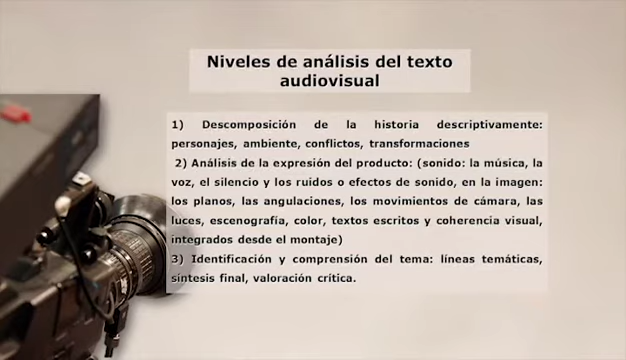 Niveles de análisis del texto
audiovisual
1) Descomposición de la historia descriptivamente:
personajes, ambiente, conflictos, transformaciones
2) Análisis de la expresión del producto: (sonido: la música, la
voz, el silencio y los ruidos o efectos de sonido, en la imagen:
los planos, las angulaciones, los movimientos de cámara, las
luces, escenografía, color, textos escritos y coherencia visual,
integrados desde el montaje)
3) Identificación y comprensión del tema: líneas temáticas,
síntesis final, valoración crítica.